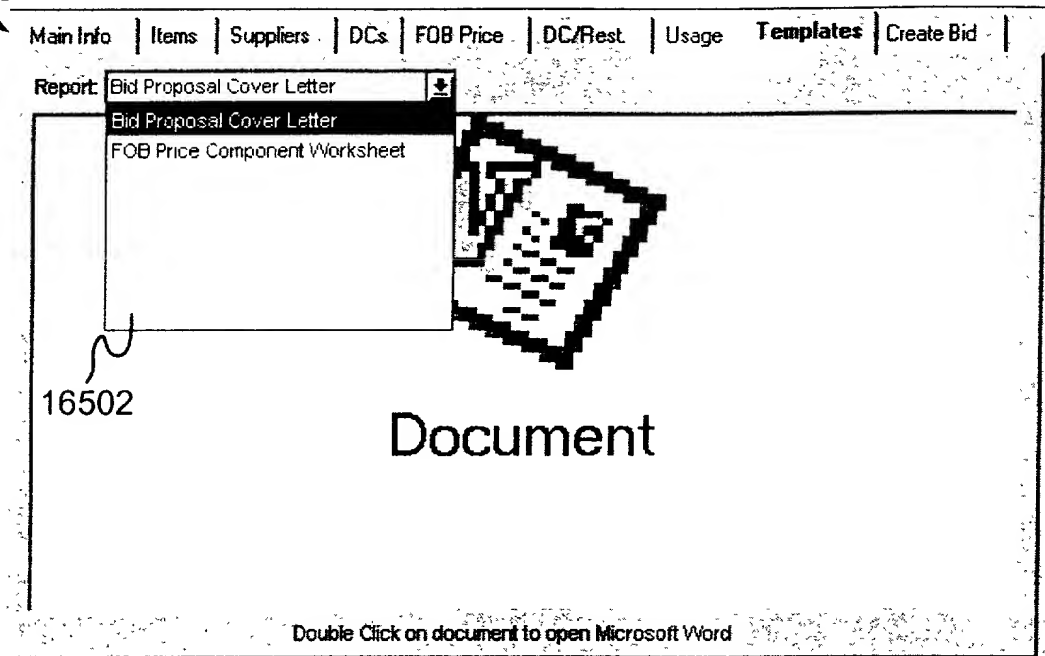 Main Info Items Suppliers DCs FOB Price DC/Rest. Usage Templates Create Bid
Report: Bid Proposal Cover Letter
Bid Proposal Cover Letter
FOB Price Component Worksheet
16502
Document
Double Click on document to open Microsoft Word